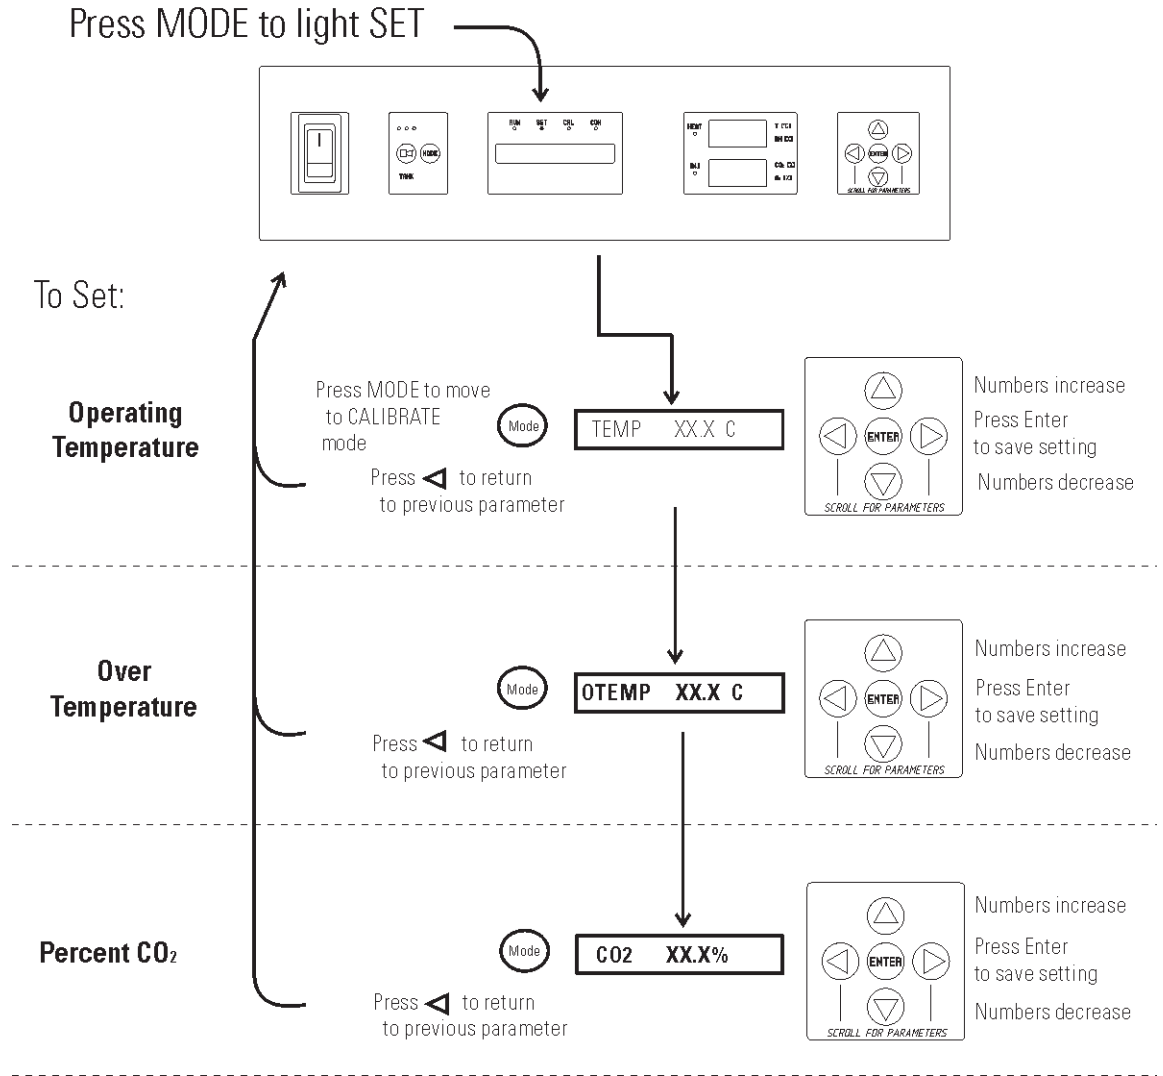 Press MODE to light SET
RUN SET CAL CON
HEAT
MODE
TANK
ENTER
SCROLL FOR PARAMETERS
To Set:
Operating
Temperature
Press MODE to move
to CALIBRATE
mode
Mode
TEMP XX.X C
Press to return
to previous parameter
ENTER
SCROLL FOR PARAMETERS
Numbers increase
Press Enter
to save setting
Numbers decrease
Over
Temperature
Mode
OTEMP XX.X C
Press to return
to previous parameter
ENTER
SCROLL FOR PARAMETERS
Numbers increase
Press Enter
to save setting
Numbers decrease
Percent CO₂
Mode
CO2 XX.X%
Press to return
to previous parameter
ENTER
SCROLL FOR PARAMETERS
Numbers increase
Press Enter
to save setting
Numbers decrease